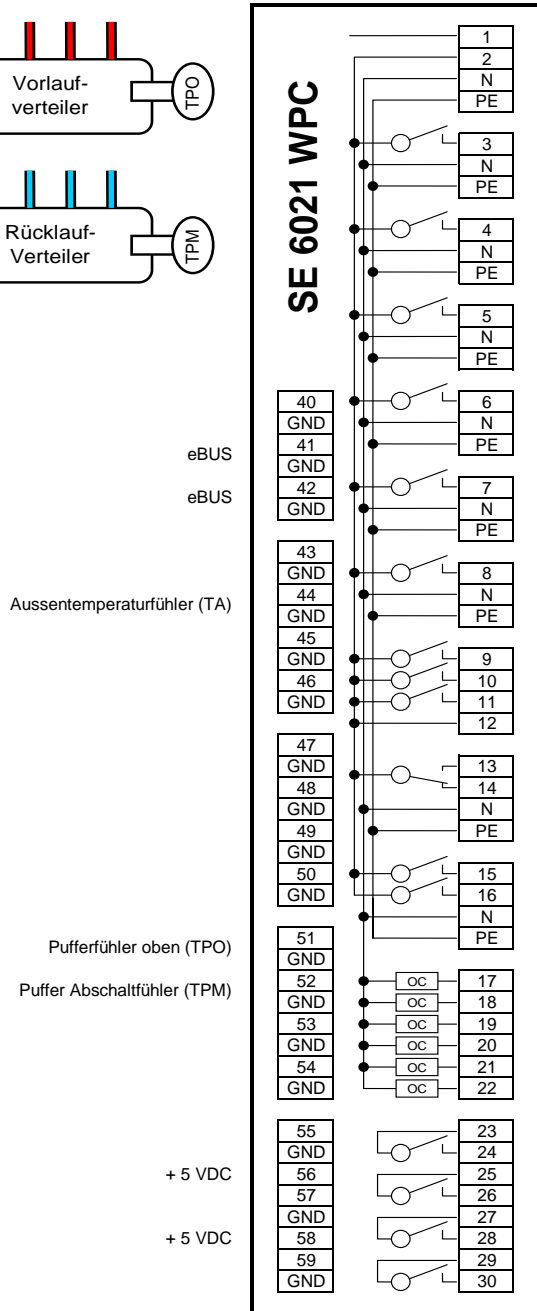 Vorlauf-
verteiler
TPO
Rücklauf-
Verteiler
TPM
SE 6021 WPC
eBUS
eBUS
Aussentemperaturfühler (TA)
Pufferfühler oben (TPO)
Puffer Abschaltfühler (TPM)
+ 5 VDC
+ 5 VDC
40
GND
41
GND
42
GND
43
GND
44
GND
45
GND
46
GND
47
GND
48
GND
49
GND
50
GND
51
GND
52
GND
53
GND
54
GND
55
GND
56
57
GND
58
59
GND
1
2
N
PE
3
N
PE
4
N
PE
5
N
PE
6
N
PE
7
N
PE
8
N
PE
9
10
11
12
13
14
N
PE
15
16
N
PE
OC 17
OC 18
OC 19
OC 20
OC 21
OC 22
23
24
25
26
27
28
29
30